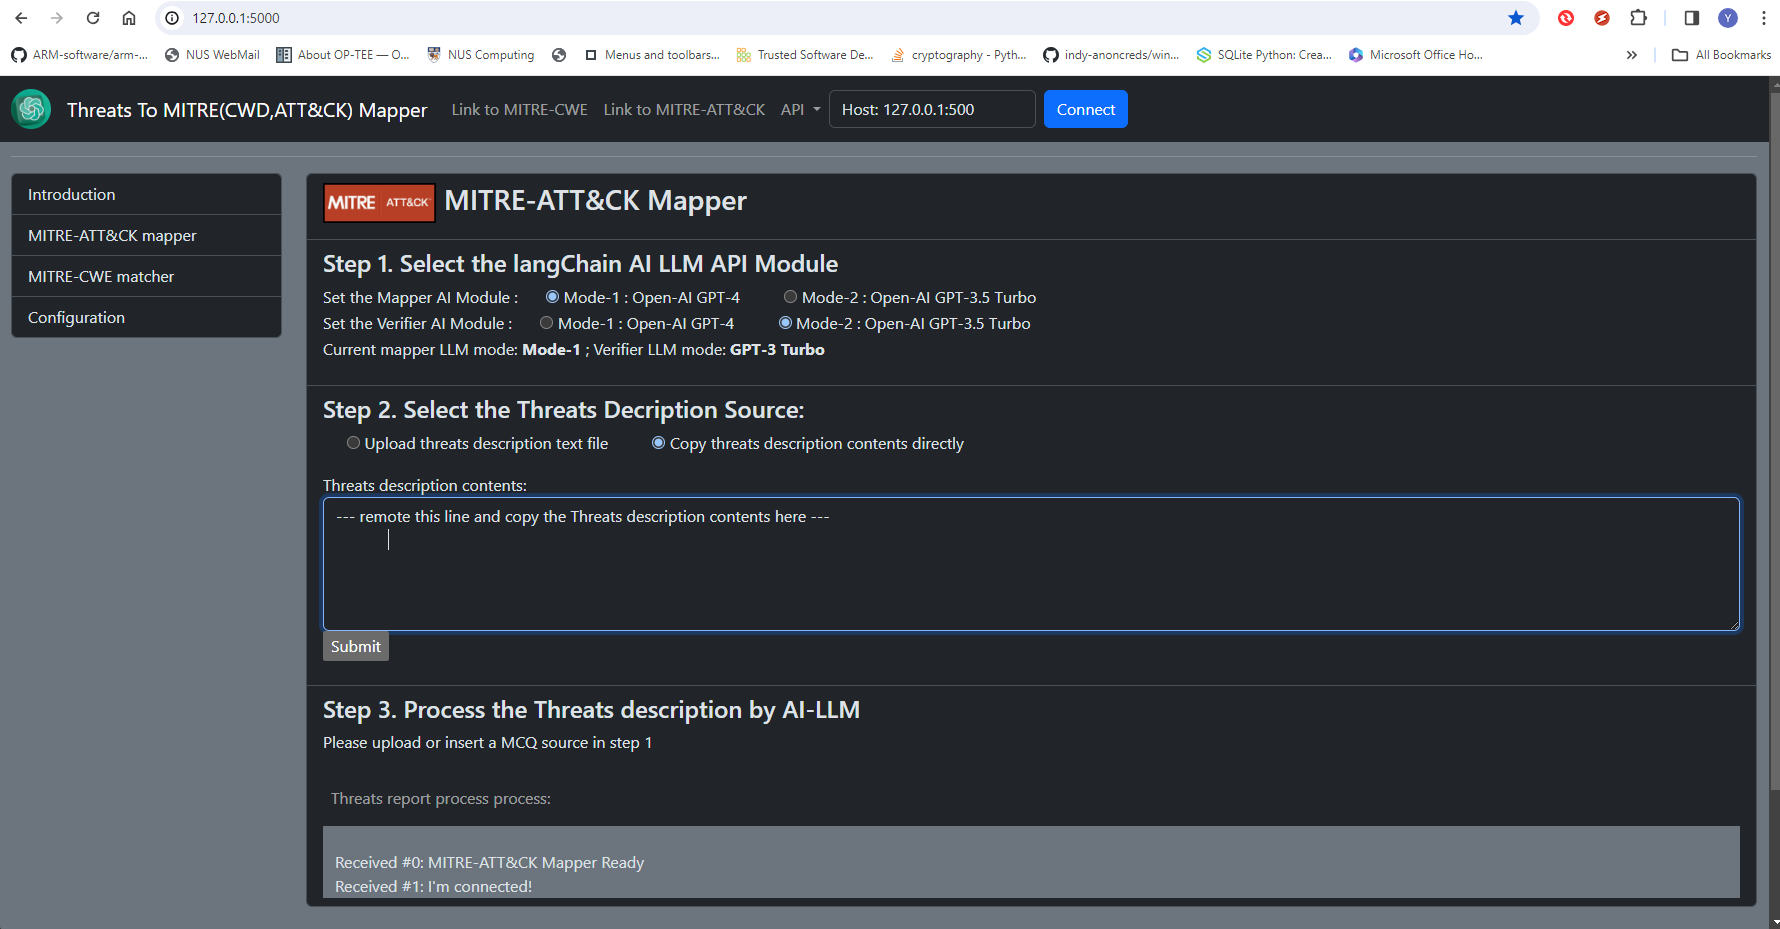 127.0.0.1:5000
ARM-software/arm-... NUS WebMail About OP-TEE — O... NUS Computing Menus and toolbars... Trusted Software De... cryptography - Pyth... indy-anoncreds/win... SQLite Python: Crea... Microsoft Office Ho... » All Bookmarks
Y
Threats To MITRE(CWD,ATT&CK) Mapper Link to MITRE-CWE Link to MITRE-ATT&CK API Host: 127.0.0.1:500 Connect
Introduction
MITRE-ATT&CK mapper
MITRE-CWE matcher
Configuration
MITRE ATT&CK MITRE-ATT&CK Mapper
Step 1. Select the langChain AI LLM API Module
Set the Mapper AI Module : Mode-1 : Open-AI GPT-4 Mode-2 : Open-AI GPT-3.5 Turbo
Set the Verifier AI Module : Mode-1 : Open-AI GPT-4 Mode-2 : Open-AI GPT-3.5 Turbo
Current mapper LLM mode: Mode-1 ; Verifier LLM mode: GPT-3 Turbo
Step 2. Select the Threats Decription Source:
Upload threats description text file Copy threats description contents directly
Threats description contents:
--- remote this line and copy the Threats description contents here ---
Submit
Step 3. Process the Threats description by AI-LLM
Please upload or insert a MCQ source in step 1
Threats report process process:
Received #0: MITRE-ATT&CK Mapper Ready
Received #1: I'm connected!